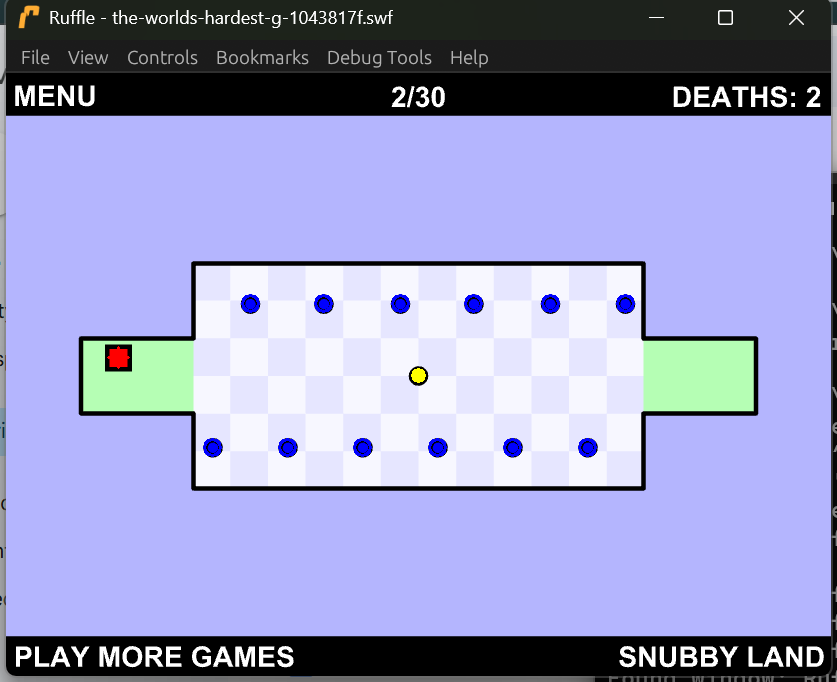 Ruffle - the-worlds-hardest-g-1043817f.swf
File View Controls Bookmarks Debug Tools Help
MENU 2/30 DEATHS: 2
PLAY MORE GAMES SNUBBY LAND